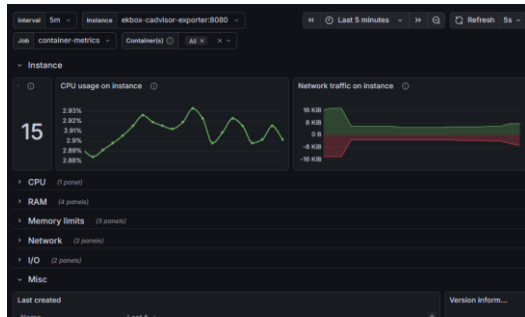 Interval 5m Instance ekbox-cadvisor-exporter:8080 Last 5 minutes Refresh 5s
Job container-metrics Container(s) All ×
Instance
CPU usage on Instance
Network traffic on instance
15
2.93%
2.92%
2.91%
2.9%
2.89%
2.88%
16 KiB
8 KiB
0 B
-8 KiB
-16 KiB
CPU (1 panel)
RAM (4 panels)
Memory limits (3 panels)
Network (2 panels)
I/O (2 panels)
Misc
Last created
Version inform...